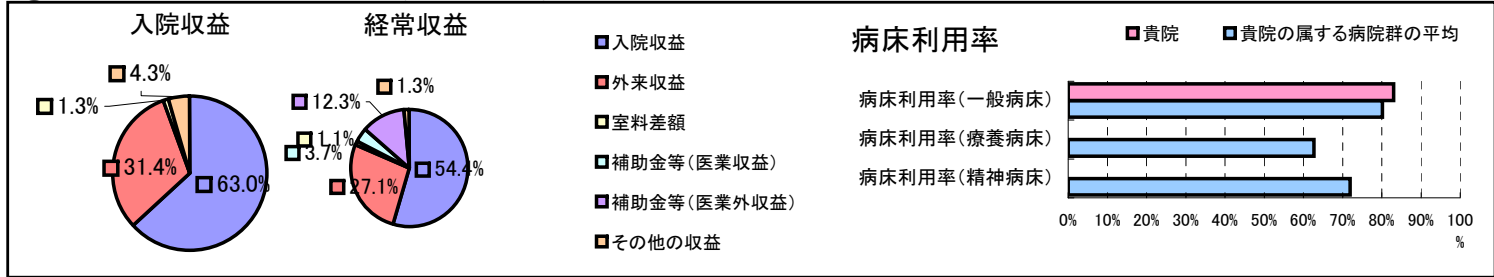 入院収益
4.3%
1.3%
31.4%
63.0%
経常収益
1.3%
12.3%
1.1%
3.7%
27.1%
54.4%
入院収益
外来収益
室料差額
補助金等(医業収益)
補助金等(医業外収益)
その他の収益
病床利用率
貴院
貴院の属する病院群の平均
病床利用率(一般病床)
病床利用率(療養病床)
病床利用率(精神病床)
0% 10% 20% 30% 40% 50% 60% 70% 80% 90% 100
%